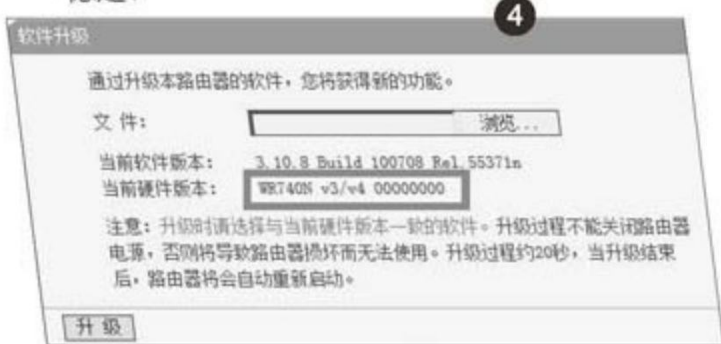 4
软件升级
通过升级本路由器的软件，您将获得新的功能。
文 件：
浏览...
当前软件版本： 3.10.8 Build 100708 Rel.55371n
当前硬件版本： WR740N v3/v4 00000000
注意：升级时请选择与当前硬件版本一致的软件。升级过程不能关闭路由器
电源，否则将导致路由器损坏而无法使用。升级过程约20秒，当升级结束
后，路由器将会自动重新启动。
升 级